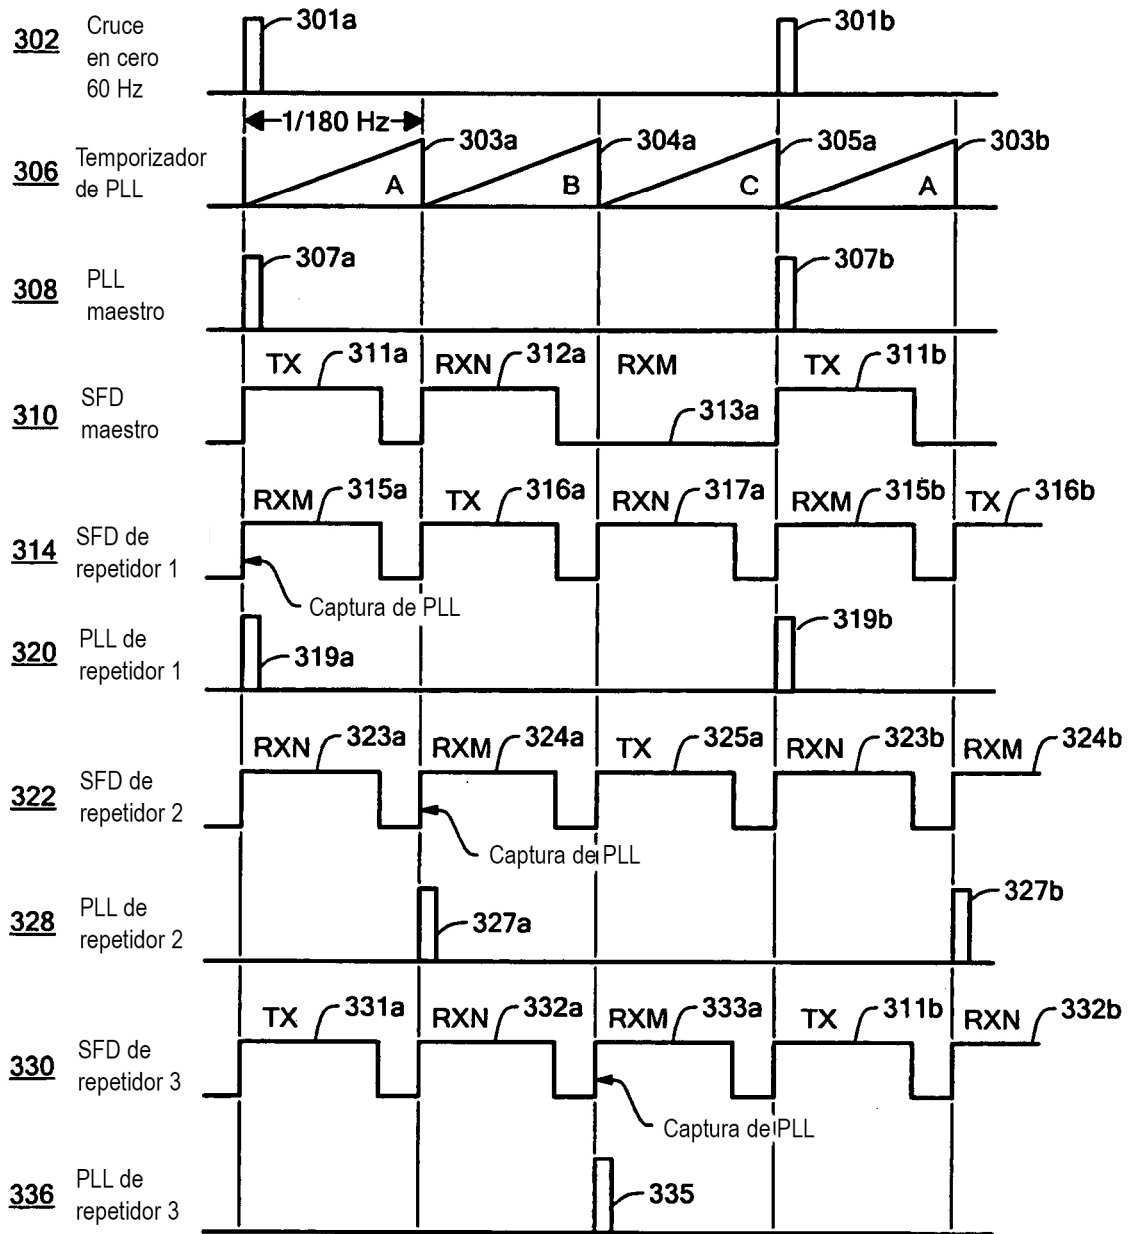 302 Cruce en cero 60 Hz 301a 301b
1/180 Hz
306 Temporizador de PLL 303a 304a 305a 303b
A B C A
308 PLL maestro 307a 307b
TX 311a RXN 312a RXM TX 311b
310 SFD maestro 313a
RXM 315a TX 316a RXN 317a RXM 315b TX 316b
314 SFD de repetidor 1
Captura de PLL
320 PLL de repetidor 1 319a 319b
RXN 323a RXM 324a TX 325a RXN 323b RXM 324b
322 SFD de repetidor 2
Captura de PLL
328 PLL de repetidor 2 327a 327b
TX 331a RXN 332a RXM 333a TX 311b RXN 332b
330 SFD de repetidor 3
Captura de PLL
336 PLL de repetidor 3 335